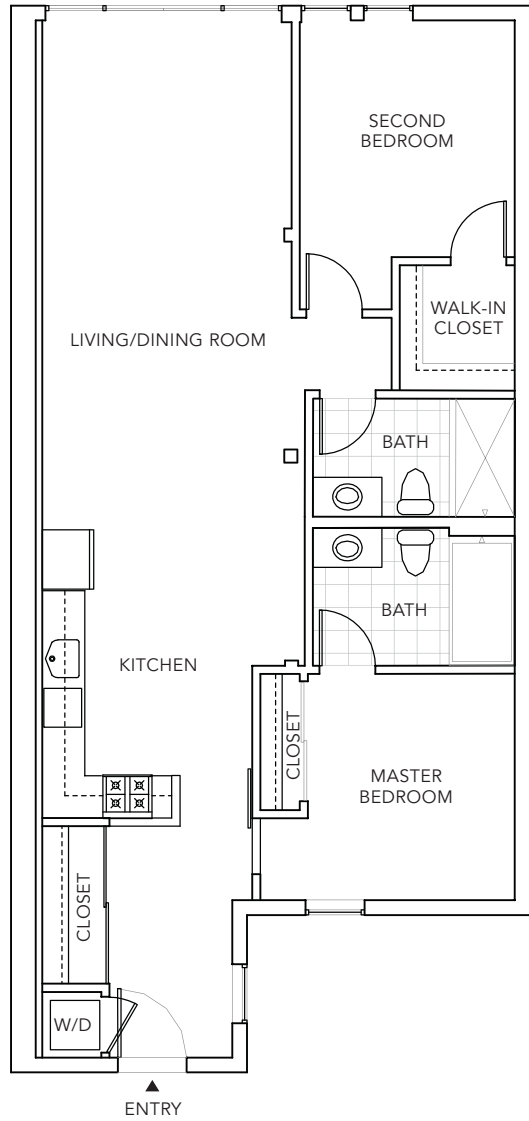 SECOND
BEDROOM
WALK-IN
CLOSET
LIVING/DINING ROOM
BATH
BATH
KITCHEN
CLOSET
MASTER
BEDROOM
CLOSET
W/D
ENTRY